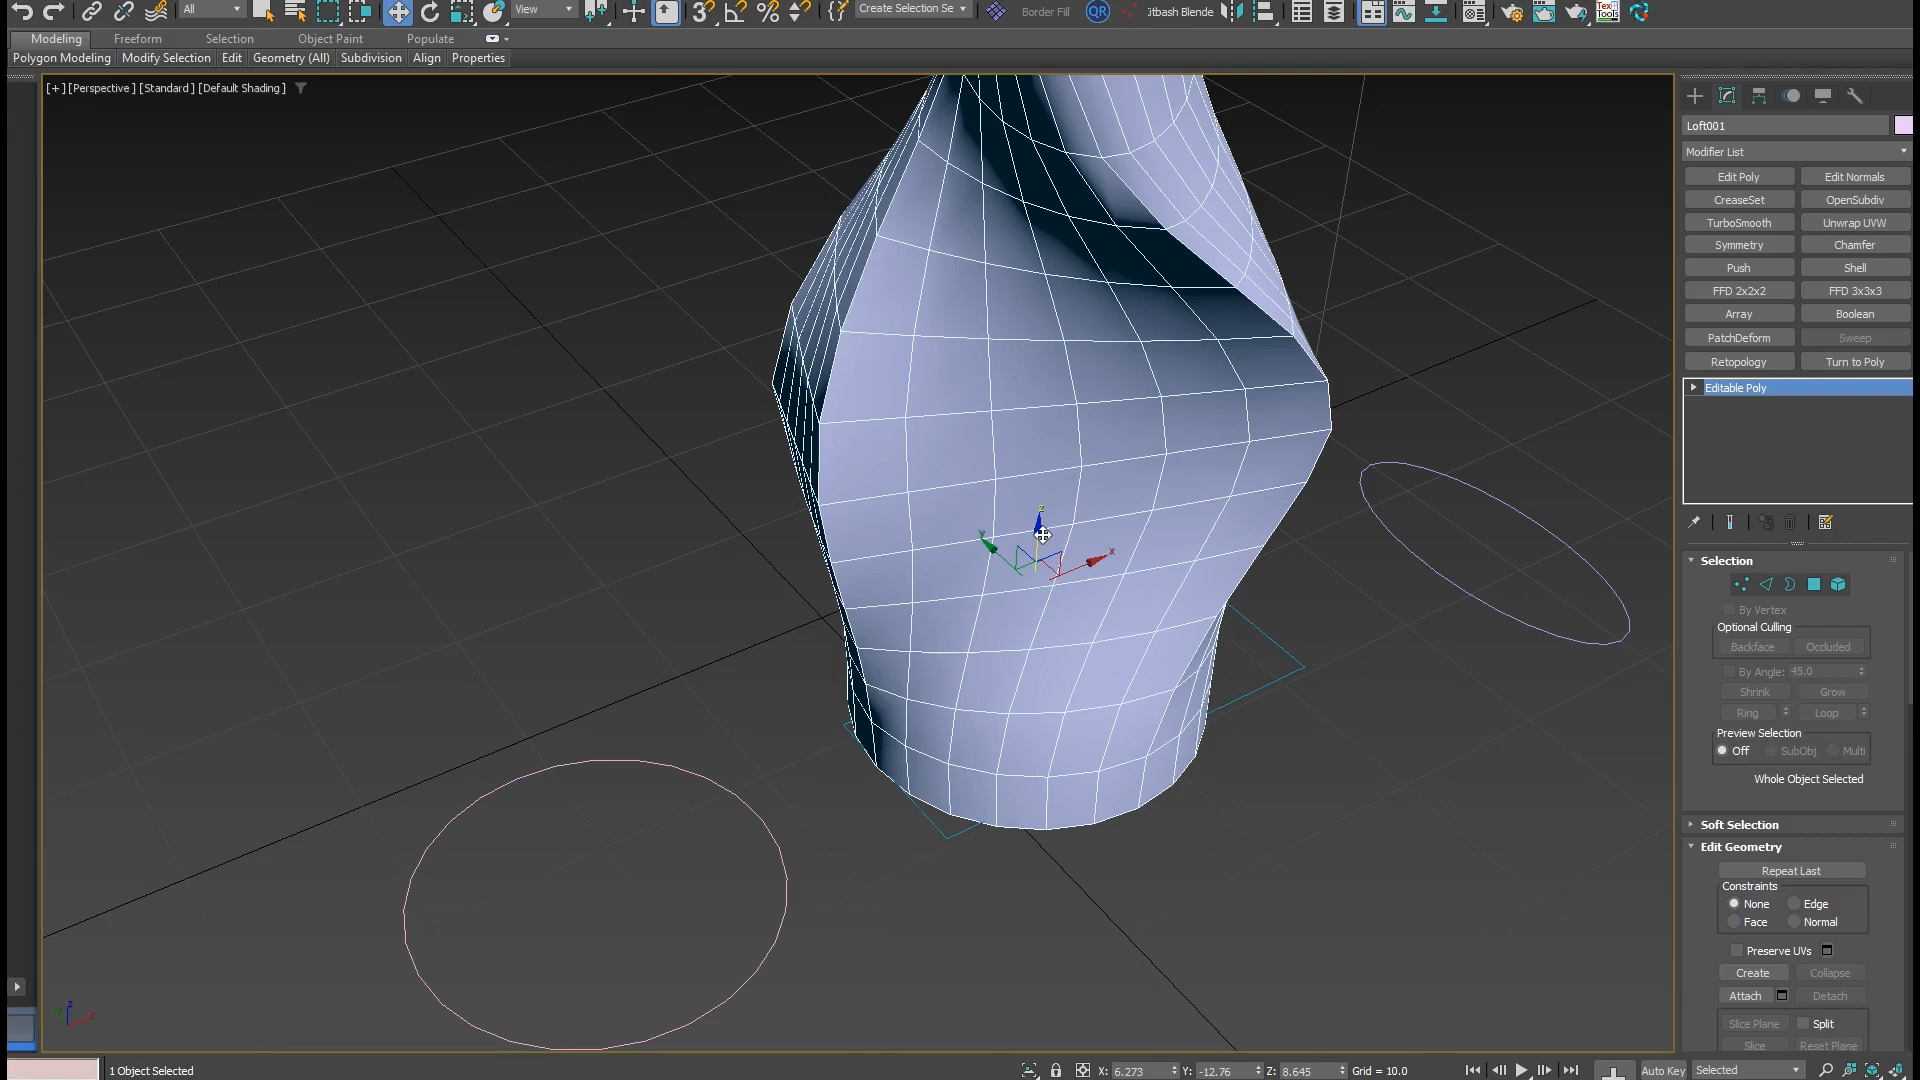 All
View
Create Selection Se
Border Fill
QR
itbash Blende
Tex
Tools
Modeling Freeform Selection Object Paint Populate
Polygon Modeling Modify Selection Edit Geometry (All) Subdivision Align Properties
[+] [Perspective ] [Standard ] [Default Shading ]
Loft001
Modifier List
Edit Poly Edit Normals
CreaseSet OpenSubdiv
TurboSmooth Unwrap UVW
Symmetry Chamfer
Push Shell
FFD 2x2x2 FFD 3x3x3
Array Boolean
PatchDeform Sweep
Retopology Turn to Poly
Editable Poly
z
y
x
Selection
By Vertex
Optional Culling
Backface Occluded
By Angle: 45.0
Shrink Grow
Ring Loop
Preview Selection
Off SubObj Multi
Whole Object Selected
Soft Selection
Edit Geometry
Repeat Last
Constraints
None Edge
Face Normal
Preserve UVs
Create Collapse
Attach Detach
Slice Plane Split
Slice Reset Plane
z
1 Object Selected
X: 6.273 Y: -12.76 Z: 8.645 Grid = 10.0
Auto Key Selected